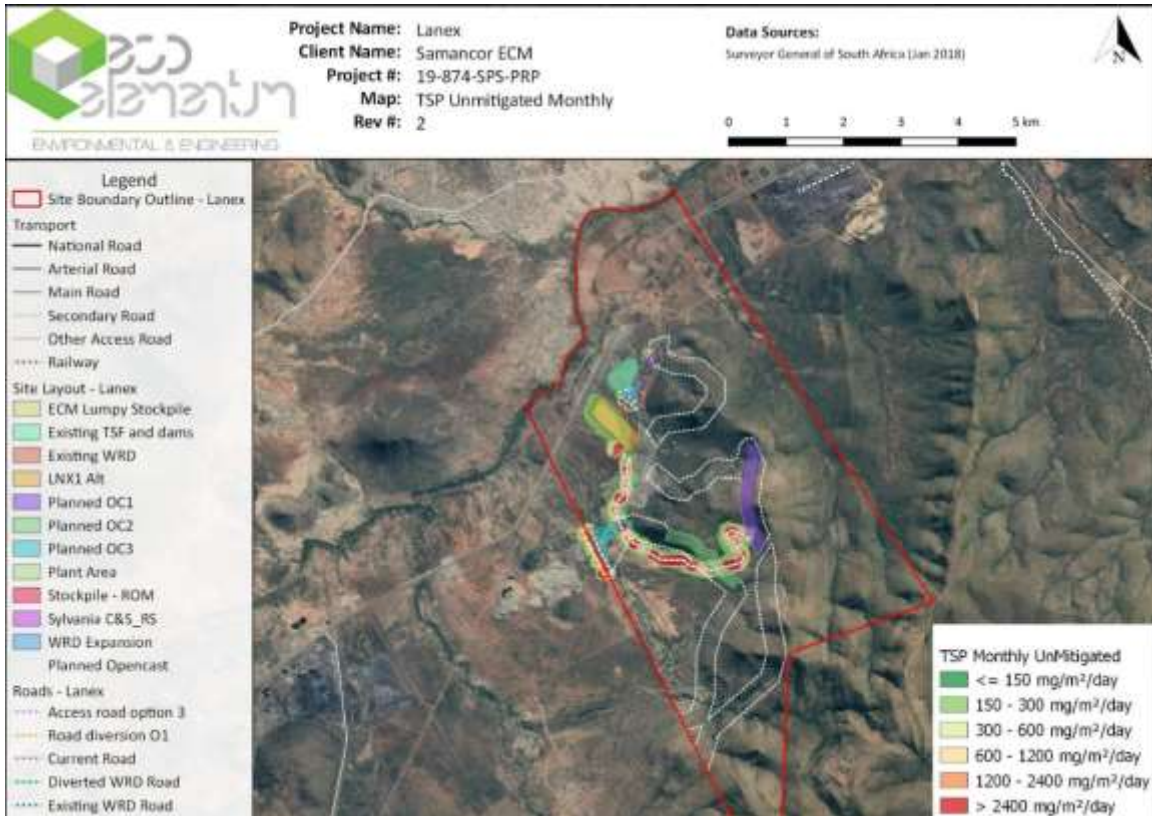 eco
elementum
ENVIRONMENTAL & ENGINEERING
Project Name: Lanex
Client Name: Samancor ECM
Project #: 19-874-SPS-PRP
Map: TSP Unmitigated Monthly
Rev #: 2
Data Sources:
Surveyor General of South Africa (Jan 2018)
N
0 1 2 3 4 5 km
Legend
Site Boundary Outline - Lanex
Transport
National Road
Arterial Road
Main Road
Secondary Road
Other Access Road
Railway
Site Layout - Lanex
ECM Lumpy Stockpile
Existing TSF and dams
Existing WRD
LNX1 Alt
Planned OC1
Planned OC2
Planned OC3
Plant Area
Stockpile - ROM
Sylvania C&S_RS
WRD Expansion
Planned Opencast
Roads - Lanex
Access road option 3
Road diversion O1
Current Road
Diverted WRD Road
Existing WRD Road
TSP Monthly UnMitigated
<= 150 mg/m²/day
150 - 300 mg/m²/day
300 - 600 mg/m²/day
600 - 1200 mg/m²/day
1200 - 2400 mg/m²/day
> 2400 mg/m²/day